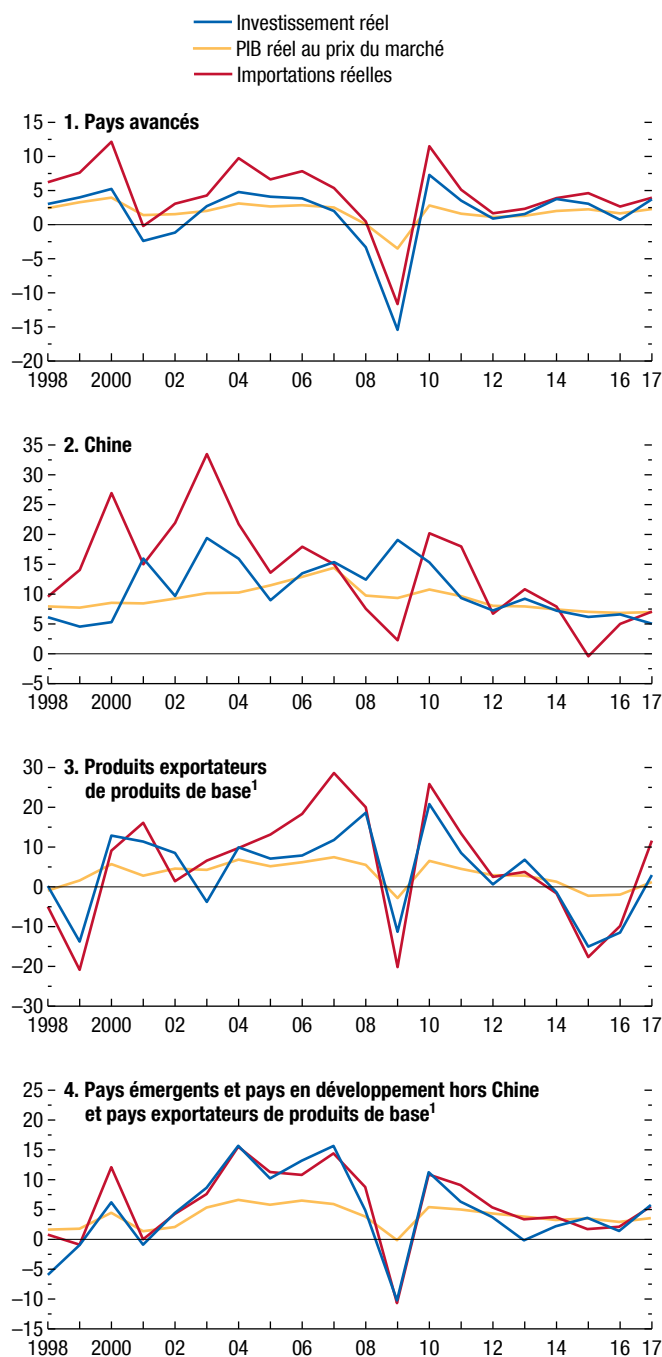 Investissement réel
PIB réel au prix du marché
Importations réelles
1. Pays avancés
15
10
5
0
–5
–10
–15
–20
1998 2000 02 04 06 08 10 12 14 16 17
2. Chine
35
30
25
20
15
10
5
0
–5
1998 2000 02 04 06 08 10 12 14 16 17
3. Produits exportateurs
de produits de base¹
30
20
10
0
–10
–20
–30
1998 2000 02 04 06 08 10 12 14 16 17
4. Pays émergents et pays en développement hors Chine
et pays exportateurs de produits de base¹
25
20
15
10
5
0
–5
–10
–15
1998 2000 02 04 06 08 10 12 14 16 17